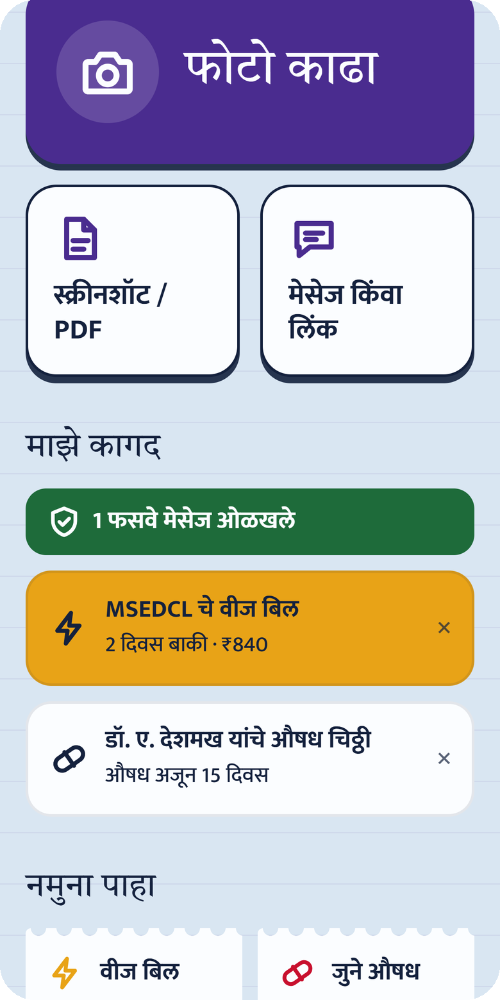 फोटो काढा
स्क्रीनशॉट /
PDF
मेसेज किंवा
लिंक
माझे कागद
1 फसवे मेसेज ओळखले
MSEDCL चे वीज बिल
2 दिवस बाकी · ₹840
×
डॉ. ए. देशमख यांचे औषध चिठ्ठी
औषध अजून 15 दिवस
×
नमुना पाहा
वीज बिल
जुने औषध